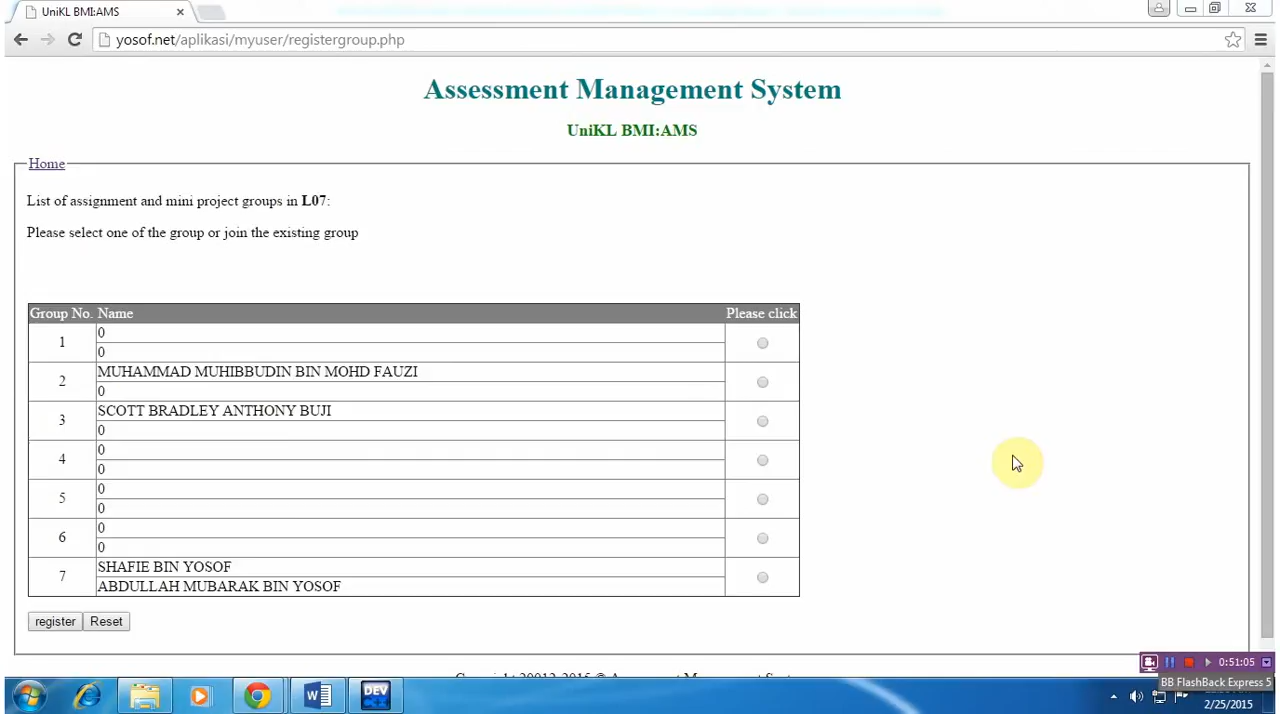 UniKL BMI:AMS
yosof.net/aplikasi/myuser/registergroup.php
Assessment Management System
UniKL BMI:AMS
Home
List of assignment and mini project groups in L07:
Please select one of the group or join the existing group
Group No. Name Please click
1
0
0
2
MUHAMMAD MUHIBBUDIN BIN MOHD FAUZI
0
3
SCOTT BRADLEY ANTHONY BUJI
0
4
0
0
5
0
0
6
0
0
7
SHAFIE BIN YOSOF
ABDULLAH MUBARAK BIN YOSOF
register Reset
0:51:05
BB FlashBack Express 5
DEV
2/25/2015